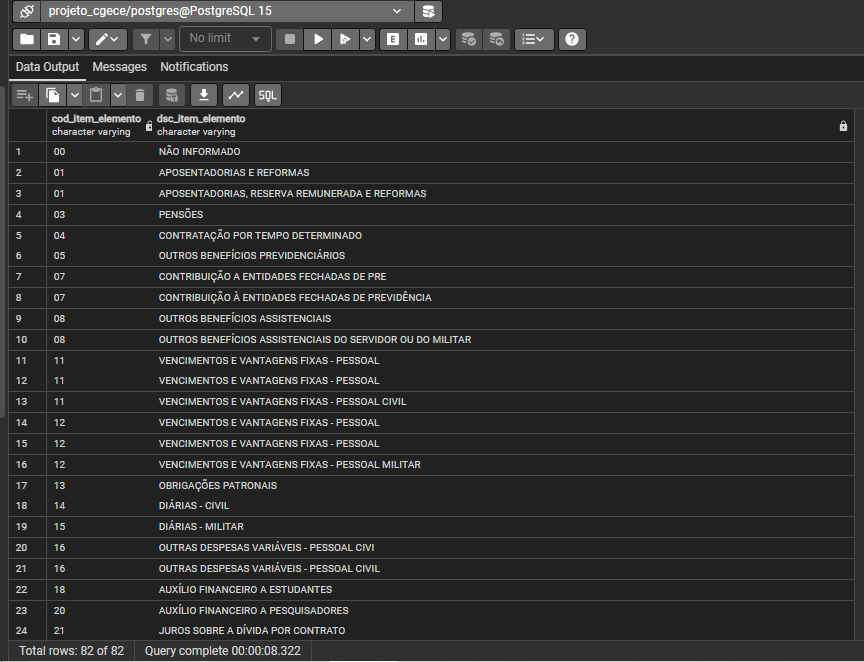 projeto_cgece/postgres@PostgreSQL 15
No limit
E
Data Output Messages Notifications
SQL
cod_item_elemento dsc_item_elemento
character varying character varying
1 00 NÃO INFORMADO
2 01 APOSENTADORIAS E REFORMAS
3 01 APOSENTADORIAS, RESERVA REMUNERADA E REFORMAS
4 03 PENSÕES
5 04 CONTRATAÇÃO POR TEMPO DETERMINADO
6 05 OUTROS BENEFÍCIOS PREVIDENCIÁRIOS
7 07 CONTRIBUIÇÃO A ENTIDADES FECHADAS DE PRE
8 07 CONTRIBUIÇÃO À ENTIDADES FECHADAS DE PREVIDÊNCIA
9 08 OUTROS BENEFÍCIOS ASSISTENCIAIS
10 08 OUTROS BENEFÍCIOS ASSISTENCIAIS DO SERVIDOR OU DO MILITAR
11 11 VENCIMENTOS E VANTAGENS FIXAS - PESSOAL
12 11 VENCIMENTOS E VANTAGENS FIXAS - PESSOAL
13 11 VENCIMENTOS E VANTAGENS FIXAS - PESSOAL CIVIL
14 12 VENCIMENTOS E VANTAGENS FIXAS - PESSOAL
15 12 VENCIMENTOS E VANTAGENS FIXAS - PESSOAL
16 12 VENCIMENTOS E VANTAGENS FIXAS - PESSOAL MILITAR
17 13 OBRIGAÇÕES PATRONAIS
18 14 DIÁRIAS - CIVIL
19 15 DIÁRIAS - MILITAR
20 16 OUTRAS DESPESAS VARIÁVEIS - PESSOAL CIVI
21 16 OUTRAS DESPESAS VARIÁVEIS - PESSOAL CIVIL
22 18 AUXÍLIO FINANCEIRO A ESTUDANTES
23 20 AUXÍLIO FINANCEIRO A PESQUISADORES
24 21 JUROS SOBRE A DÍVIDA POR CONTRATO
Total rows: 82 of 82 Query complete 00:00:08.322